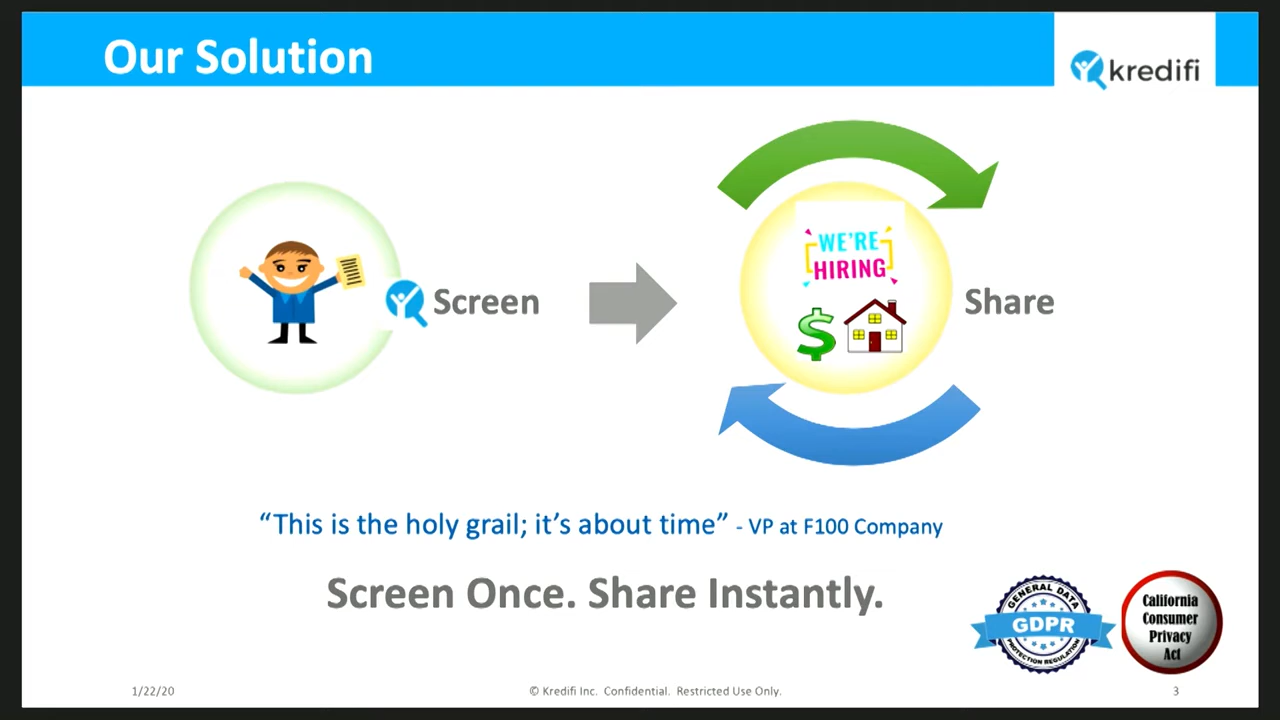 Our Solution
kredifi
WE'RE
HIRING
$
Screen
Share
“This is the holy grail; it’s about time” - VP at F100 Company
Screen Once. Share Instantly.
GENERAL DATA
GDPR
PROTECTION REGULATION
California
Consumer
Privacy
Act
1/22/20
© Kredifi Inc. Confidential. Restricted Use Only.
3